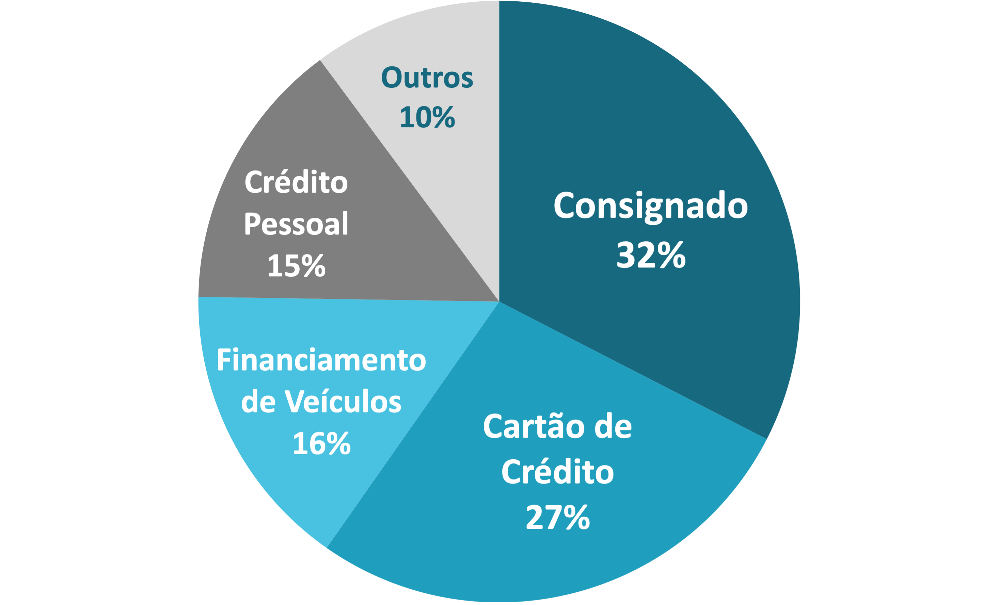 Outros
10%
Crédito
Pessoal
15%
Consignado
32%
Financiamento
de Veículos
16%
Cartão de
Crédito
27%